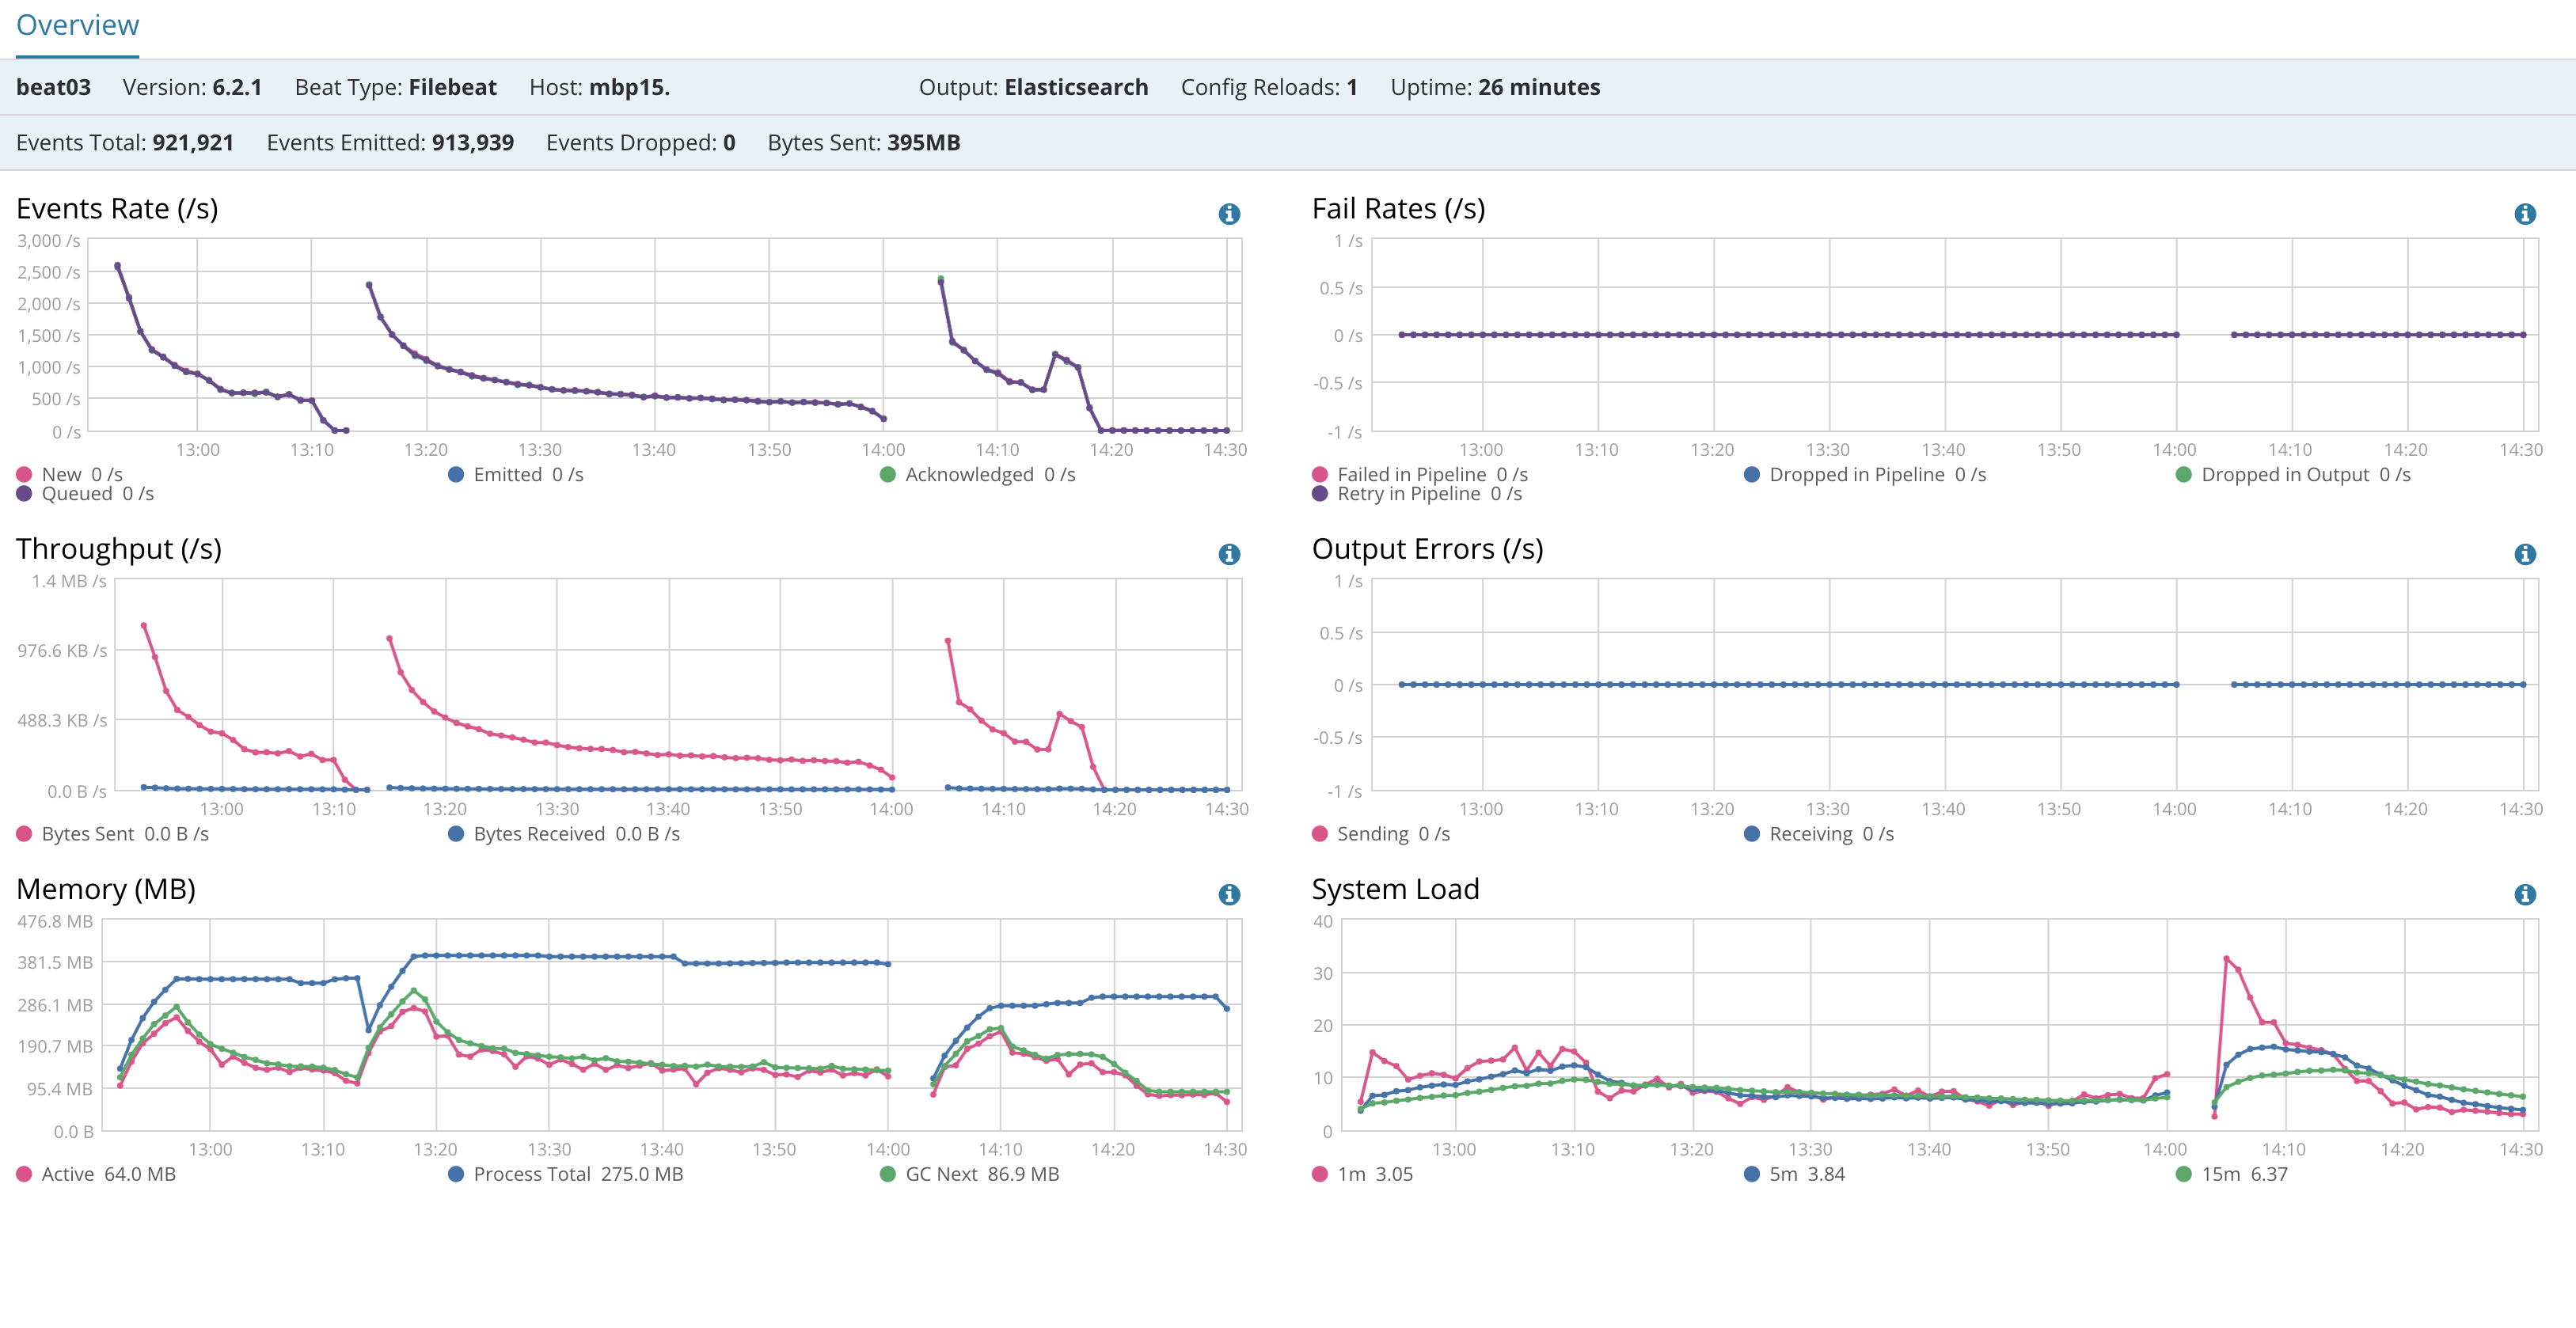 Overview
beat03 Version: 6.2.1 Beat Type: Filebeat Host: mbp15. Output: Elasticsearch Config Reloads: 1 Uptime: 26 minutes
Events Total: 921,921 Events Emitted: 913,939 Events Dropped: 0 Bytes Sent: 395MB
Events Rate (/s)
3,000 /s
2,500 /s
2,000 /s
1,500 /s
1,000 /s
500 /s
0 /s
13:00 13:10 13:20 13:30 13:40 13:50 14:00 14:10 14:20 14:30
New 0 /s Emitted 0 /s Acknowledged 0 /s
Queued 0 /s
Fail Rates (/s)
1 /s
0.5 /s
0 /s
-0.5 /s
-1 /s
13:00 13:10 13:20 13:30 13:40 13:50 14:00 14:10 14:20 14:30
Failed in Pipeline 0 /s Dropped in Pipeline 0 /s Dropped in Output 0 /s
Retry in Pipeline 0 /s
Throughput (/s)
1.4 MB /s
976.6 KB /s
488.3 KB /s
0.0 B /s
13:00 13:10 13:20 13:30 13:40 13:50 14:00 14:10 14:20 14:30
Bytes Sent 0.0 B /s Bytes Received 0.0 B /s
Output Errors (/s)
1 /s
0.5 /s
0 /s
-0.5 /s
-1 /s
13:00 13:10 13:20 13:30 13:40 13:50 14:00 14:10 14:20 14:30
Sending 0 /s Receiving 0 /s
Memory (MB)
476.8 MB
381.5 MB
286.1 MB
190.7 MB
95.4 MB
0.0 B
13:00 13:10 13:20 13:30 13:40 13:50 14:00 14:10 14:20 14:30
Active 64.0 MB Process Total 275.0 MB GC Next 86.9 MB
System Load
40
30
20
10
0
13:00 13:10 13:20 13:30 13:40 13:50 14:00 14:10 14:20 14:30
1m 3.05 5m 3.84 15m 6.37